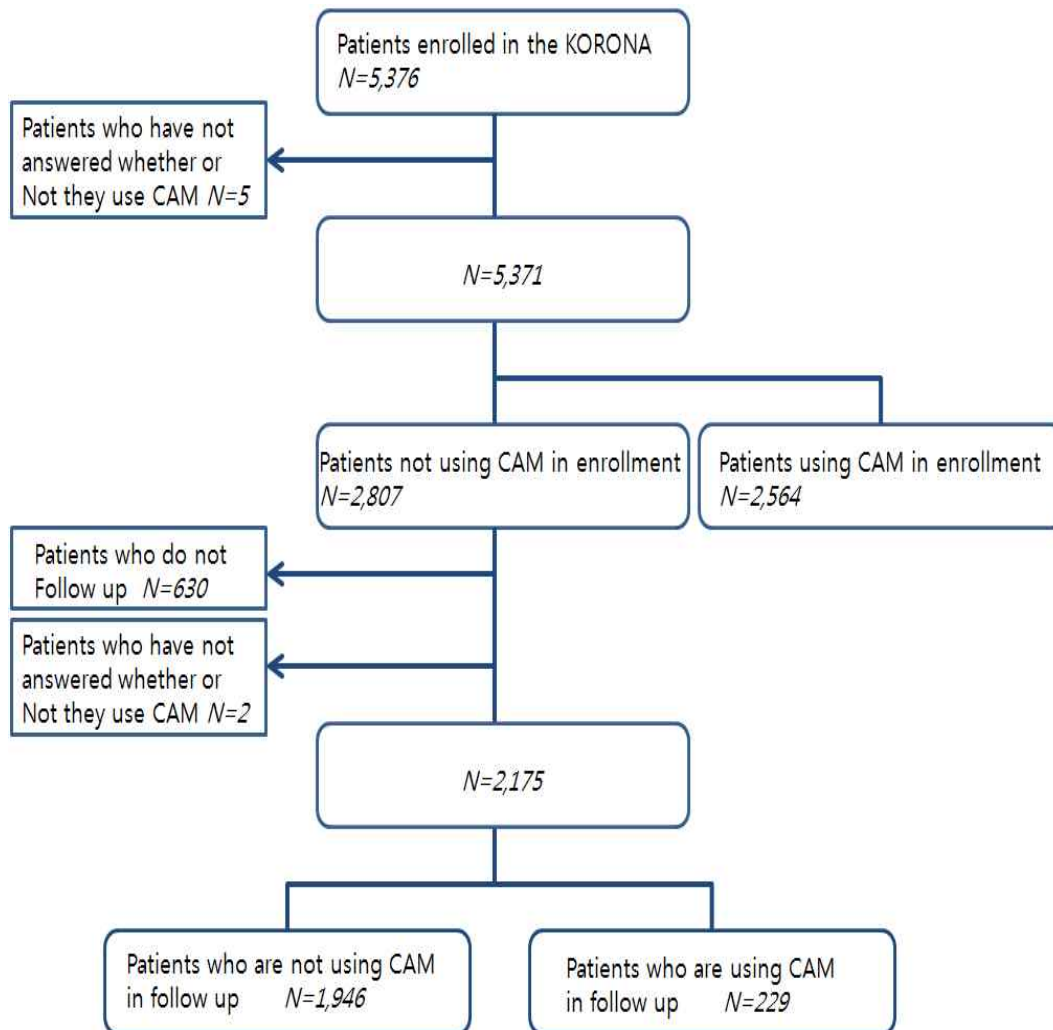 Patients enrolled in the KORONA
N=5,376
Patients who have not
answered whether or
Not they use CAM N=5
N=5,371
Patients not using CAM in enrollment
N=2,807
Patients using CAM in enrollment
N=2,564
Patients who do not
Follow up N=630
Patients who have not
answered whether or
Not they use CAM N=2
N=2,175
Patients who are not using CAM
in follow up N=1,946
Patients who are using CAM
in follow up N=229